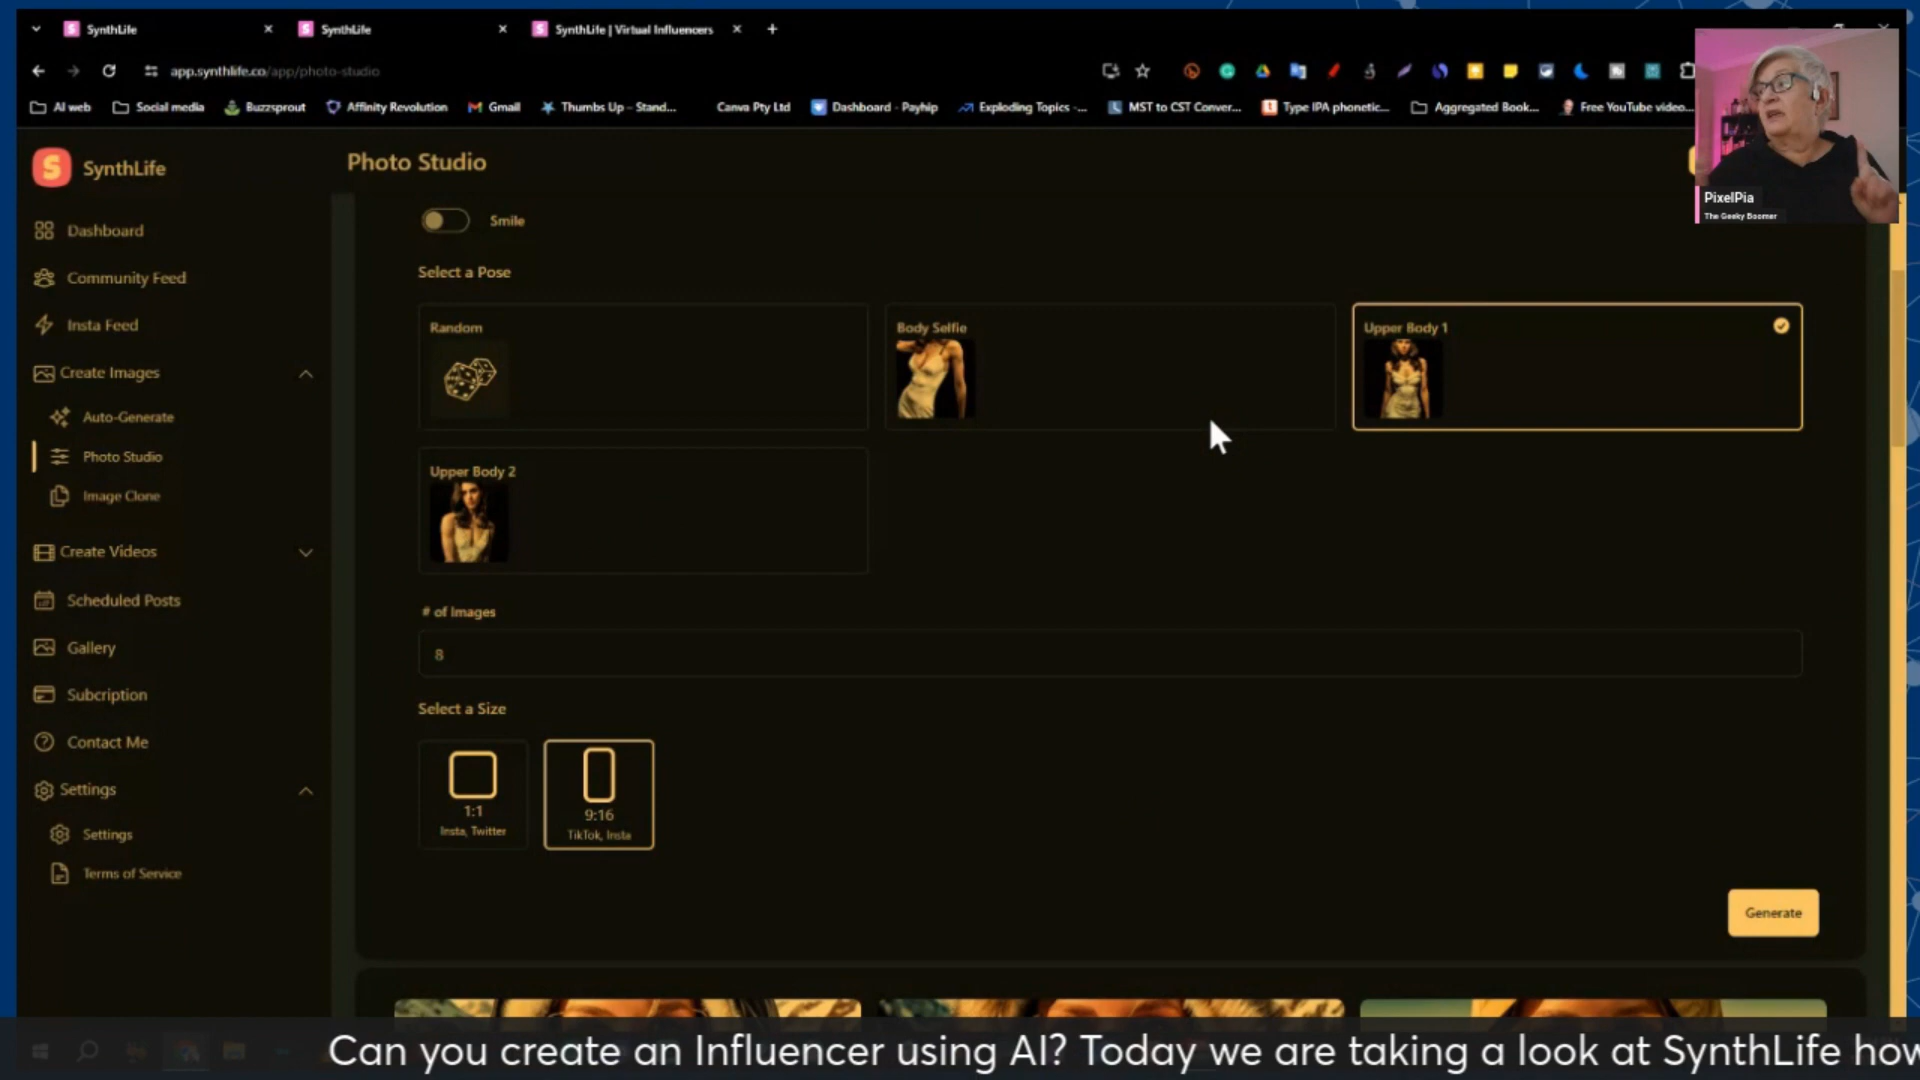 SynthLife
SynthLife
SynthLife | Virtual Influencers
app.synthlife.co/app/photo-studio
AI web
Social media
Buzzsprout
Affinity Revolution
Gmail
Thumbs Up – Stand...
Canva Pty Ltd
Dashboard - Payhip
Exploding Topics -...
MST to CST Conver...
Type IPA phonetic...
Aggregated Book...
Free YouTube video...
PixelPia
The Geeky Boomer
S SynthLife
Photo Studio
Dashboard
Community Feed
Insta Feed
Create Images
Auto-Generate
Photo Studio
Image Clone
Create Videos
Scheduled Posts
Gallery
Subcription
Contact Me
Settings
Settings
Terms of Service
Smile
Select a Pose
Random
Body Selfie
Upper Body 1
Upper Body 2
# of Images
8
Select a Size
1:1
Insta, Twitter
9:16
TikTok, Insta
Generate
Can you create an Influencer using AI? Today we are taking a look at SynthLife how